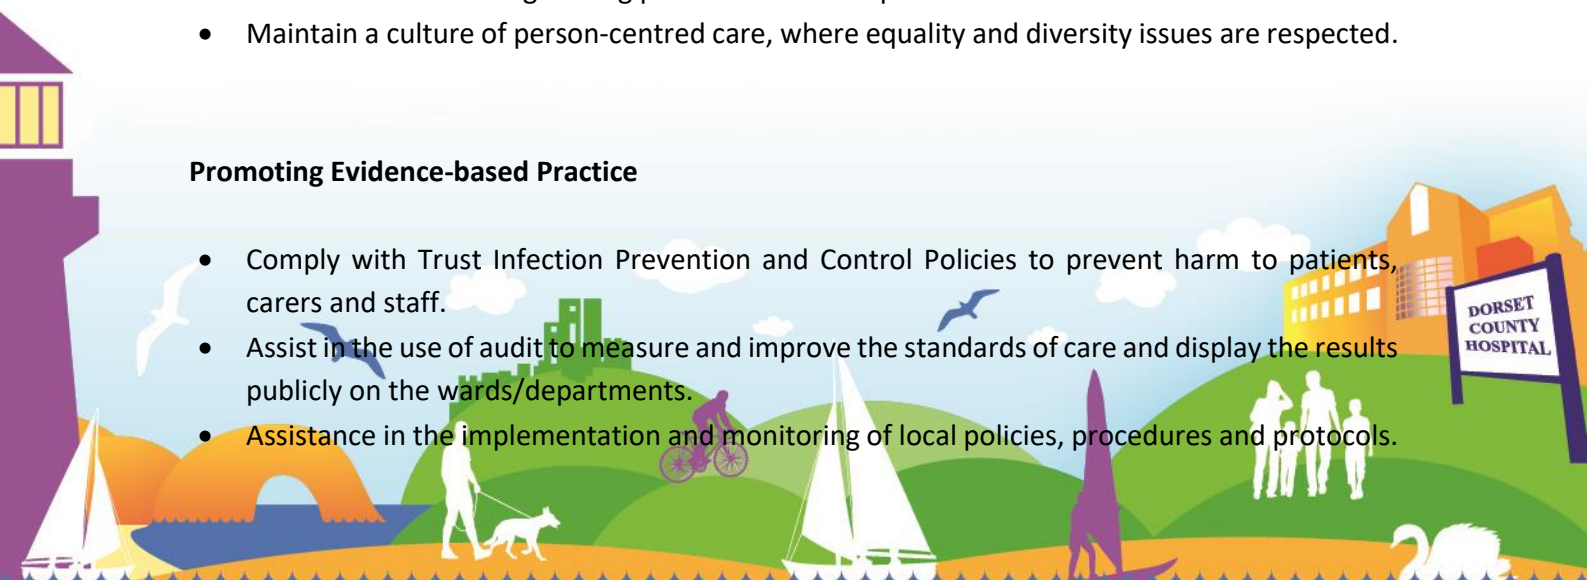 • Maintain a culture of person-centred care, where equality and diversity issues are respected.
Promoting Evidence-based Practice
• Comply with Trust Infection Prevention and Control Policies to prevent harm to patients,
carers and staff.
• Assist in the use of audit to measure and improve the standards of care and display the results
publicly on the wards/departments.
• Assistance in the implementation and monitoring of local policies, procedures and protocols.
DORSET
COUNTY
HOSPITAL